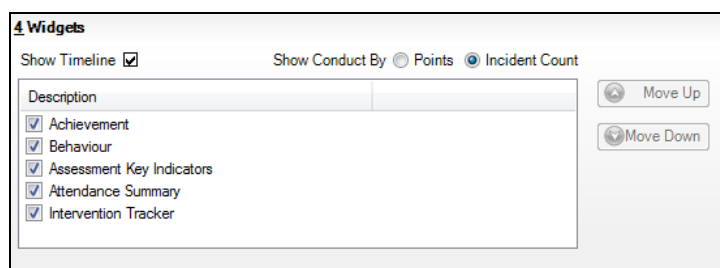 4 Widgets
Show Timeline Show Conduct By Points Incident Count
Description
Move Up
Achievement
Behaviour
Move Down
Assessment Key Indicators
Attendance Summary
Intervention Tracker